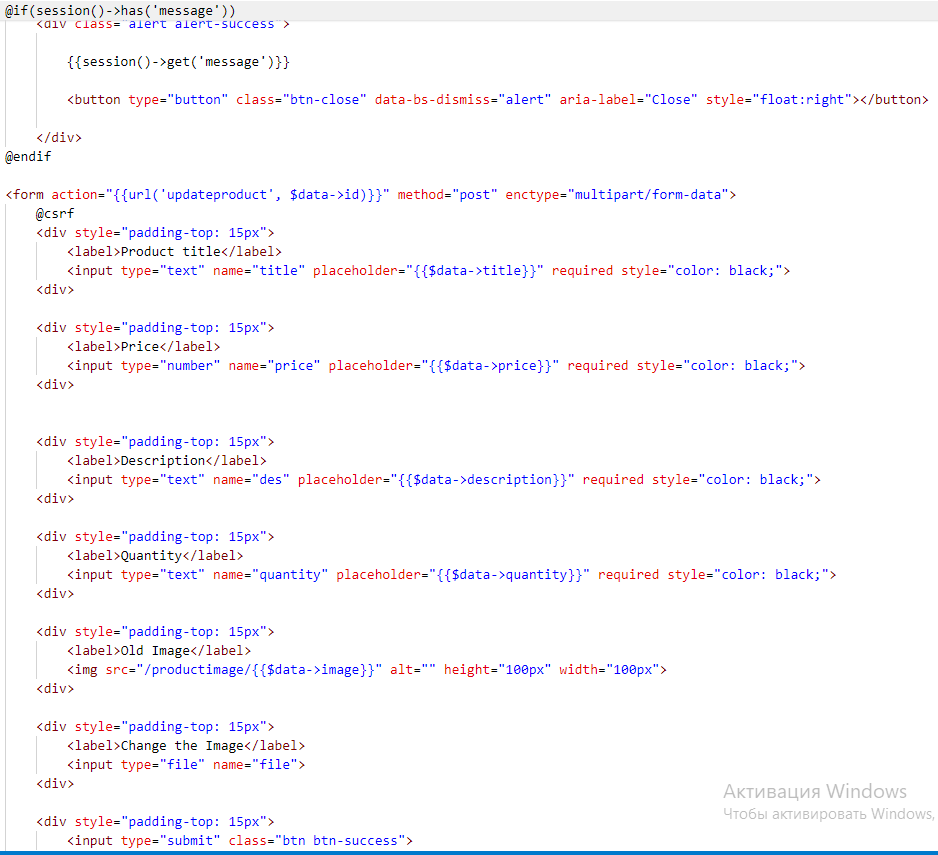 @if(session()->has('message'))
<div class="alert alert-success">
{{session()->get('message')}}
<button type="button" class="btn-close" data-bs-dismiss="alert" aria-label="Close" style="float:right"></button>
</div>
@endif
<form action="{{url('updateproduct', $data->id)}}" method="post" enctype="multipart/form-data">
@csrf
<div style="padding-top: 15px">
<label>Product title</label>
<input type="text" name="title" placeholder="{{$data->title}}" required style="color: black;">
<div>
<div style="padding-top: 15px">
<label>Price</label>
<input type="number" name="price" placeholder="{{$data->price}}" required style="color: black;">
<div>
<div style="padding-top: 15px">
<label>Description</label>
<input type="text" name="des" placeholder="{{$data->description}}" required style="color: black;">
<div>
<div style="padding-top: 15px">
<label>Quantity</label>
<input type="text" name="quantity" placeholder="{{$data->quantity}}" required style="color: black;">
<div>
<div style="padding-top: 15px">
<label>Old Image</label>
<img src="/productimage/{{$data->image}}" alt="" height="100px" width="100px">
<div>
<div style="padding-top: 15px">
<label>Change the Image</label>
<input type="file" name="file">
<div>
Активация Windows
Чтобы активировать Windows,
<div style="padding-top: 15px">
<input type="submit" class="btn btn-success">